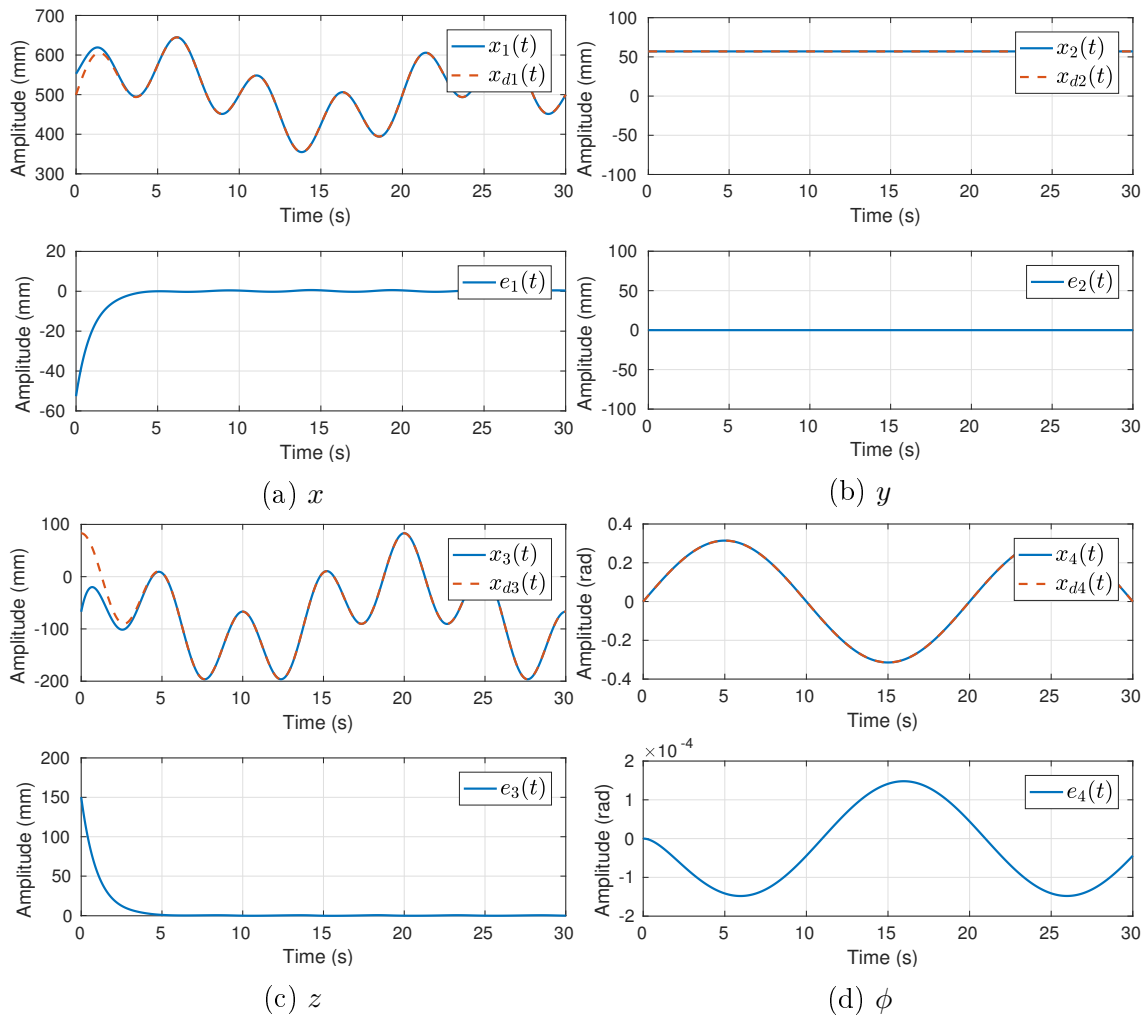 700
600
500
400
300
Amplitude (mm)
x₁(t)
x_d1(t)
0 5 10 15 20 25 30
Time (s)
20
0
-20
-40
-60
Amplitude (mm)
e₁(t)
0 5 10 15 20 25 30
Time (s)
(a) x
100
50
0
-50
-100
Amplitude (mm)
x₂(t)
x_d2(t)
0 5 10 15 20 25 30
Time (s)
100
50
0
-50
-100
Amplitude (mm)
e₂(t)
0 5 10 15 20 25 30
Time (s)
(b) y
100
0
-100
-200
Amplitude (mm)
x₃(t)
x_d3(t)
0 5 10 15 20 25 30
Time (s)
200
150
100
50
0
Amplitude (mm)
e₃(t)
0 5 10 15 20 25 30
Time (s)
(c) z
0.4
0.2
0
-0.2
-0.4
Amplitude (rad)
x₄(t)
x_d4(t)
0 5 10 15 20 25 30
Time (s)
×10⁻⁴
2
1
0
-1
-2
Amplitude (rad)
e₄(t)
0 5 10 15 20 25 30
Time (s)
(d) ϕ